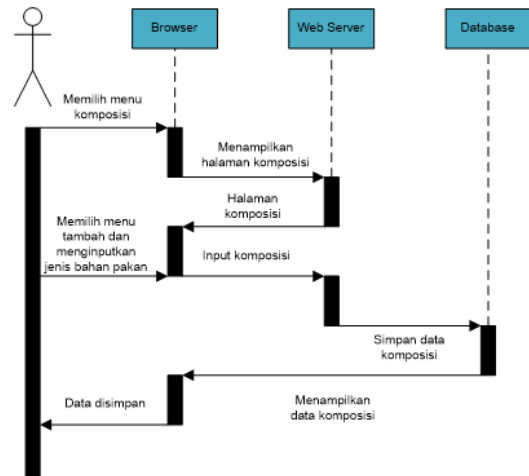 Browser
Web Server
Database
Memilih menu
komposisi
Menampilkan
halaman komposisi
Halaman
komposisi
Memilih menu
tambah dan
menginputkan
jenis bahan pakan
Input komposisi
Simpan data
komposisi
Menampilkan
data komposisi
Data disimpan